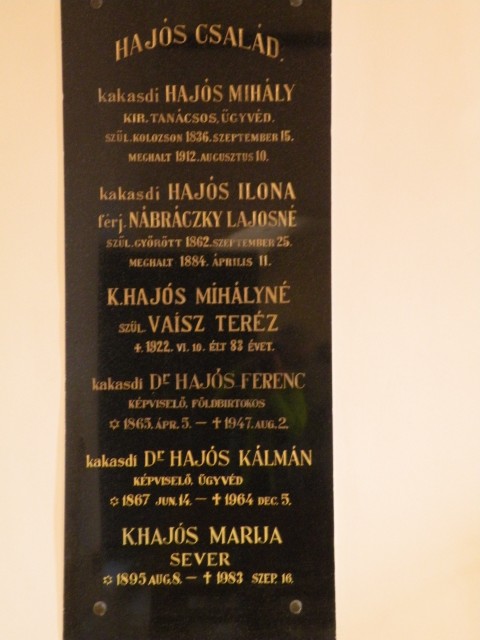 HAJÓS CSALÁD.
kakasdi HAJÓS MIHÁLY
KIR. TANÁCSOS, ÜGYVÉD.
SZÜL. KOLOZSON 1836. SZEPTEMBER 15.
MEGHALT 1912. AUGUSZTUS 10.
kakasdi HAJÓS ILONA
férj. NÁBRÁCZKY LAJOSNÉ
SZÜL. GYŐRÖTT 1862. SZEPTEMBER 25.
MEGHALT 1884. ÁPRILIS 11.
K.HAJÓS MIHÁLYNÉ
SZÜL. VAÍSZ TERÉZ
+. 1922. VI. 10. ÉLT 83 ÉVET.
kakasdi Dr HAJÓS FERENC
KÉPVISELŐ, FÖLDBIRTOKOS
✡ 1865. ÁPR. 5. – † 1947. AUG. 2.
kakasdi Dr HAJÓS KÁLMÁN
KÉPVISELŐ, ÜGYVÉD
✡ 1867 JUN. 14. – † 1964 DEC. 5.
K.HAJÓS MARIJA
SEVER
✡ 1895 AUG. 8. – † 1983 SZEP. 16.